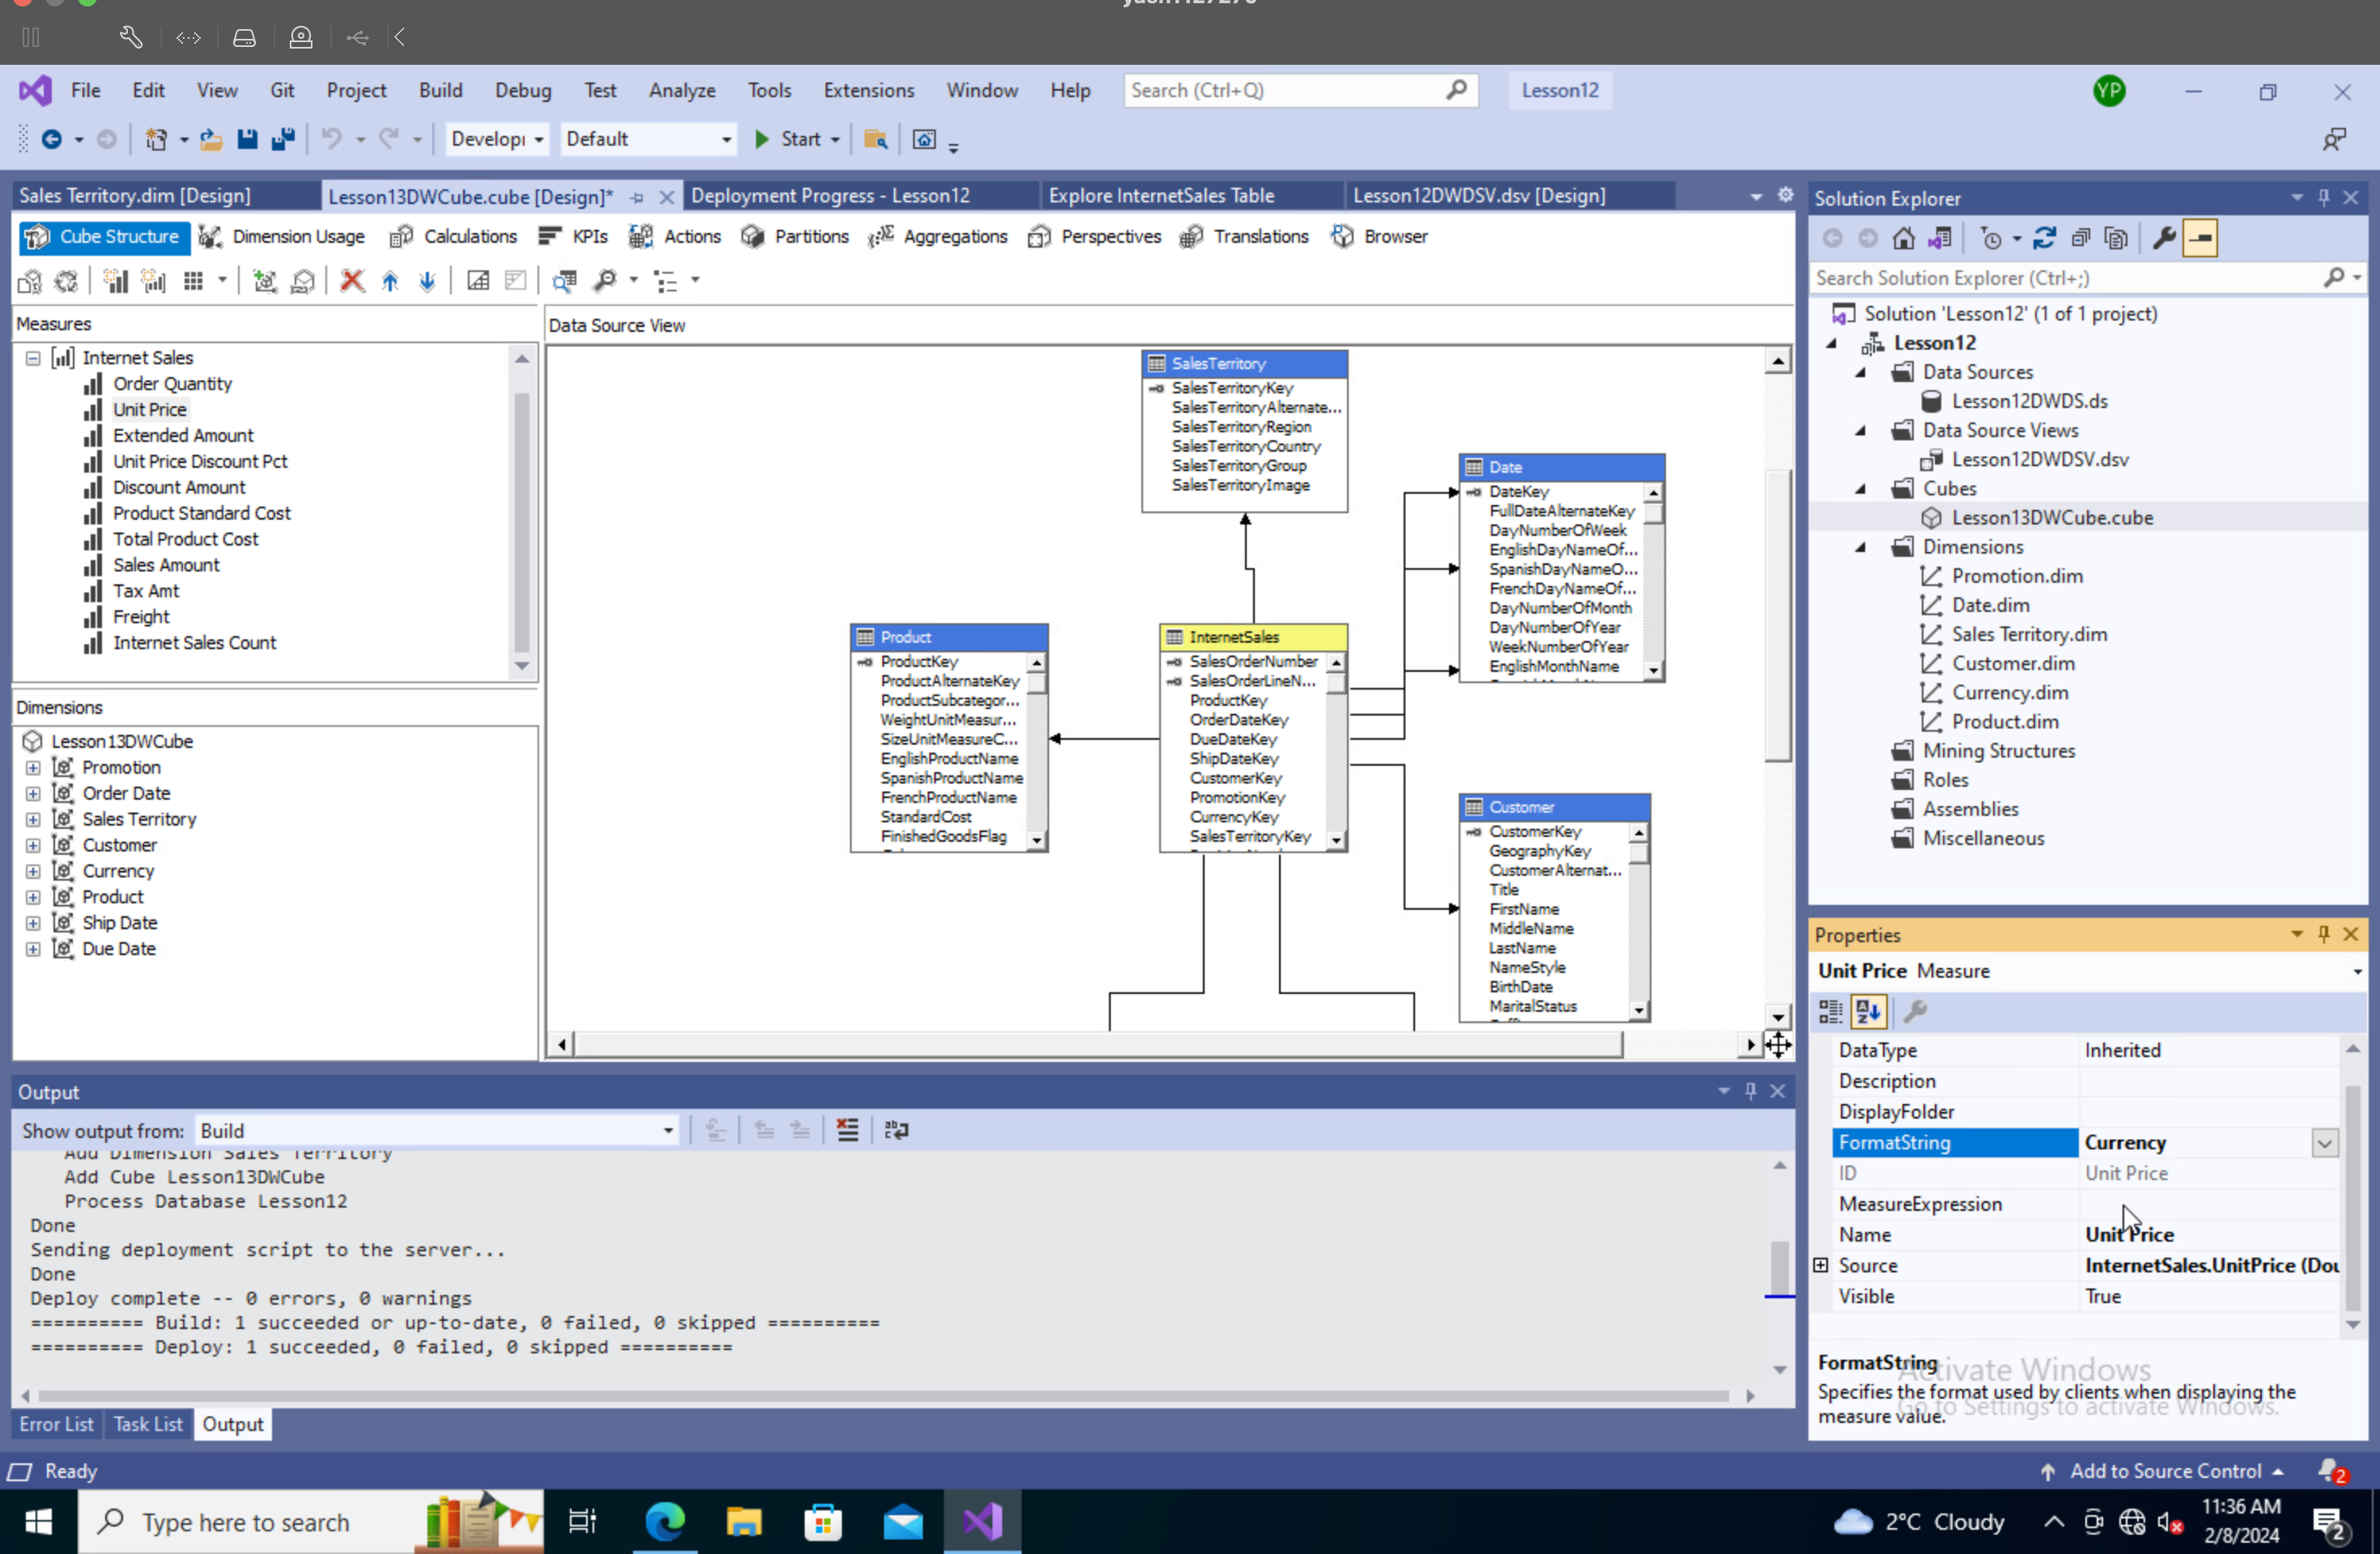 File Edit View Git Project Build Debug Test Analyze Tools Extensions Window Help Search (Ctrl+Q) Lesson12 YP
Developı Default Start
Sales Territory.dim [Design] Lesson13DWCube.cube [Design]* Deployment Progress - Lesson12 Explore InternetSales Table Lesson12DWDSV.dsv [Design]
Cube Structure Dimension Usage Calculations KPIs Actions Partitions Aggregations Perspectives Translations Browser
Measures
Internet Sales
Order Quantity
Unit Price
Extended Amount
Unit Price Discount Pct
Discount Amount
Product Standard Cost
Total Product Cost
Sales Amount
Tax Amt
Freight
Internet Sales Count
Dimensions
Lesson13DWCube
Promotion
Order Date
Sales Territory
Customer
Currency
Product
Ship Date
Due Date
Data Source View
SalesTerritory
SalesTerritoryKey
SalesTerritoryAlternate...
SalesTerritoryRegion
SalesTerritoryCountry
SalesTerritoryGroup
SalesTerritoryImage
Date
DateKey
FullDateAlternateKey
DayNumberOfWeek
EnglishDayNameOf...
SpanishDayNameO...
FrenchDayNameOf...
DayNumberOfMonth
DayNumberOfYear
WeekNumberOfYear
EnglishMonthName
Product
ProductKey
ProductAlternateKey
ProductSubcategor...
WeightUnitMeasur...
SizeUnitMeasureC...
EnglishProductName
SpanishProductName
FrenchProductName
StandardCost
FinishedGoodsFlag
InternetSales
SalesOrderNumber
SalesOrderLineN...
ProductKey
OrderDateKey
DueDateKey
ShipDateKey
CustomerKey
PromotionKey
CurrencyKey
SalesTerritoryKey
Customer
CustomerKey
GeographyKey
CustomerAlternat...
Title
FirstName
MiddleName
LastName
NameStyle
BirthDate
MaritalStatus
Output
Show output from: Build
Add Dimension Sales Territory
Add Cube Lesson13DWCube
Process Database Lesson12
Done
Sending deployment script to the server...
Done
Deploy complete -- 0 errors, 0 warnings
========== Build: 1 succeeded or up-to-date, 0 failed, 0 skipped ==========
========== Deploy: 1 succeeded, 0 failed, 0 skipped ==========
Error List Task List Output
Solution Explorer
Search Solution Explorer (Ctrl+;)
Solution 'Lesson12' (1 of 1 project)
Lesson12
Data Sources
Lesson12DWDS.ds
Data Source Views
Lesson12DWDSV.dsv
Cubes
Lesson13DWCube.cube
Dimensions
Promotion.dim
Date.dim
Sales Territory.dim
Customer.dim
Currency.dim
Product.dim
Mining Structures
Roles
Assemblies
Miscellaneous
Properties
Unit Price Measure
DataType Inherited
Description
DisplayFolder
FormatString Currency
ID Unit Price
MeasureExpression
Name Unit Price
Source InternetSales.UnitPrice (Dou
Visible True
FormatString
Specifies the format used by clients when displaying the
measure value.
Activate Windows
Go to Settings to activate Windows.
Ready Add to Source Control 2
Type here to search 2°C Cloudy 11:36 AM
2/8/2024 2